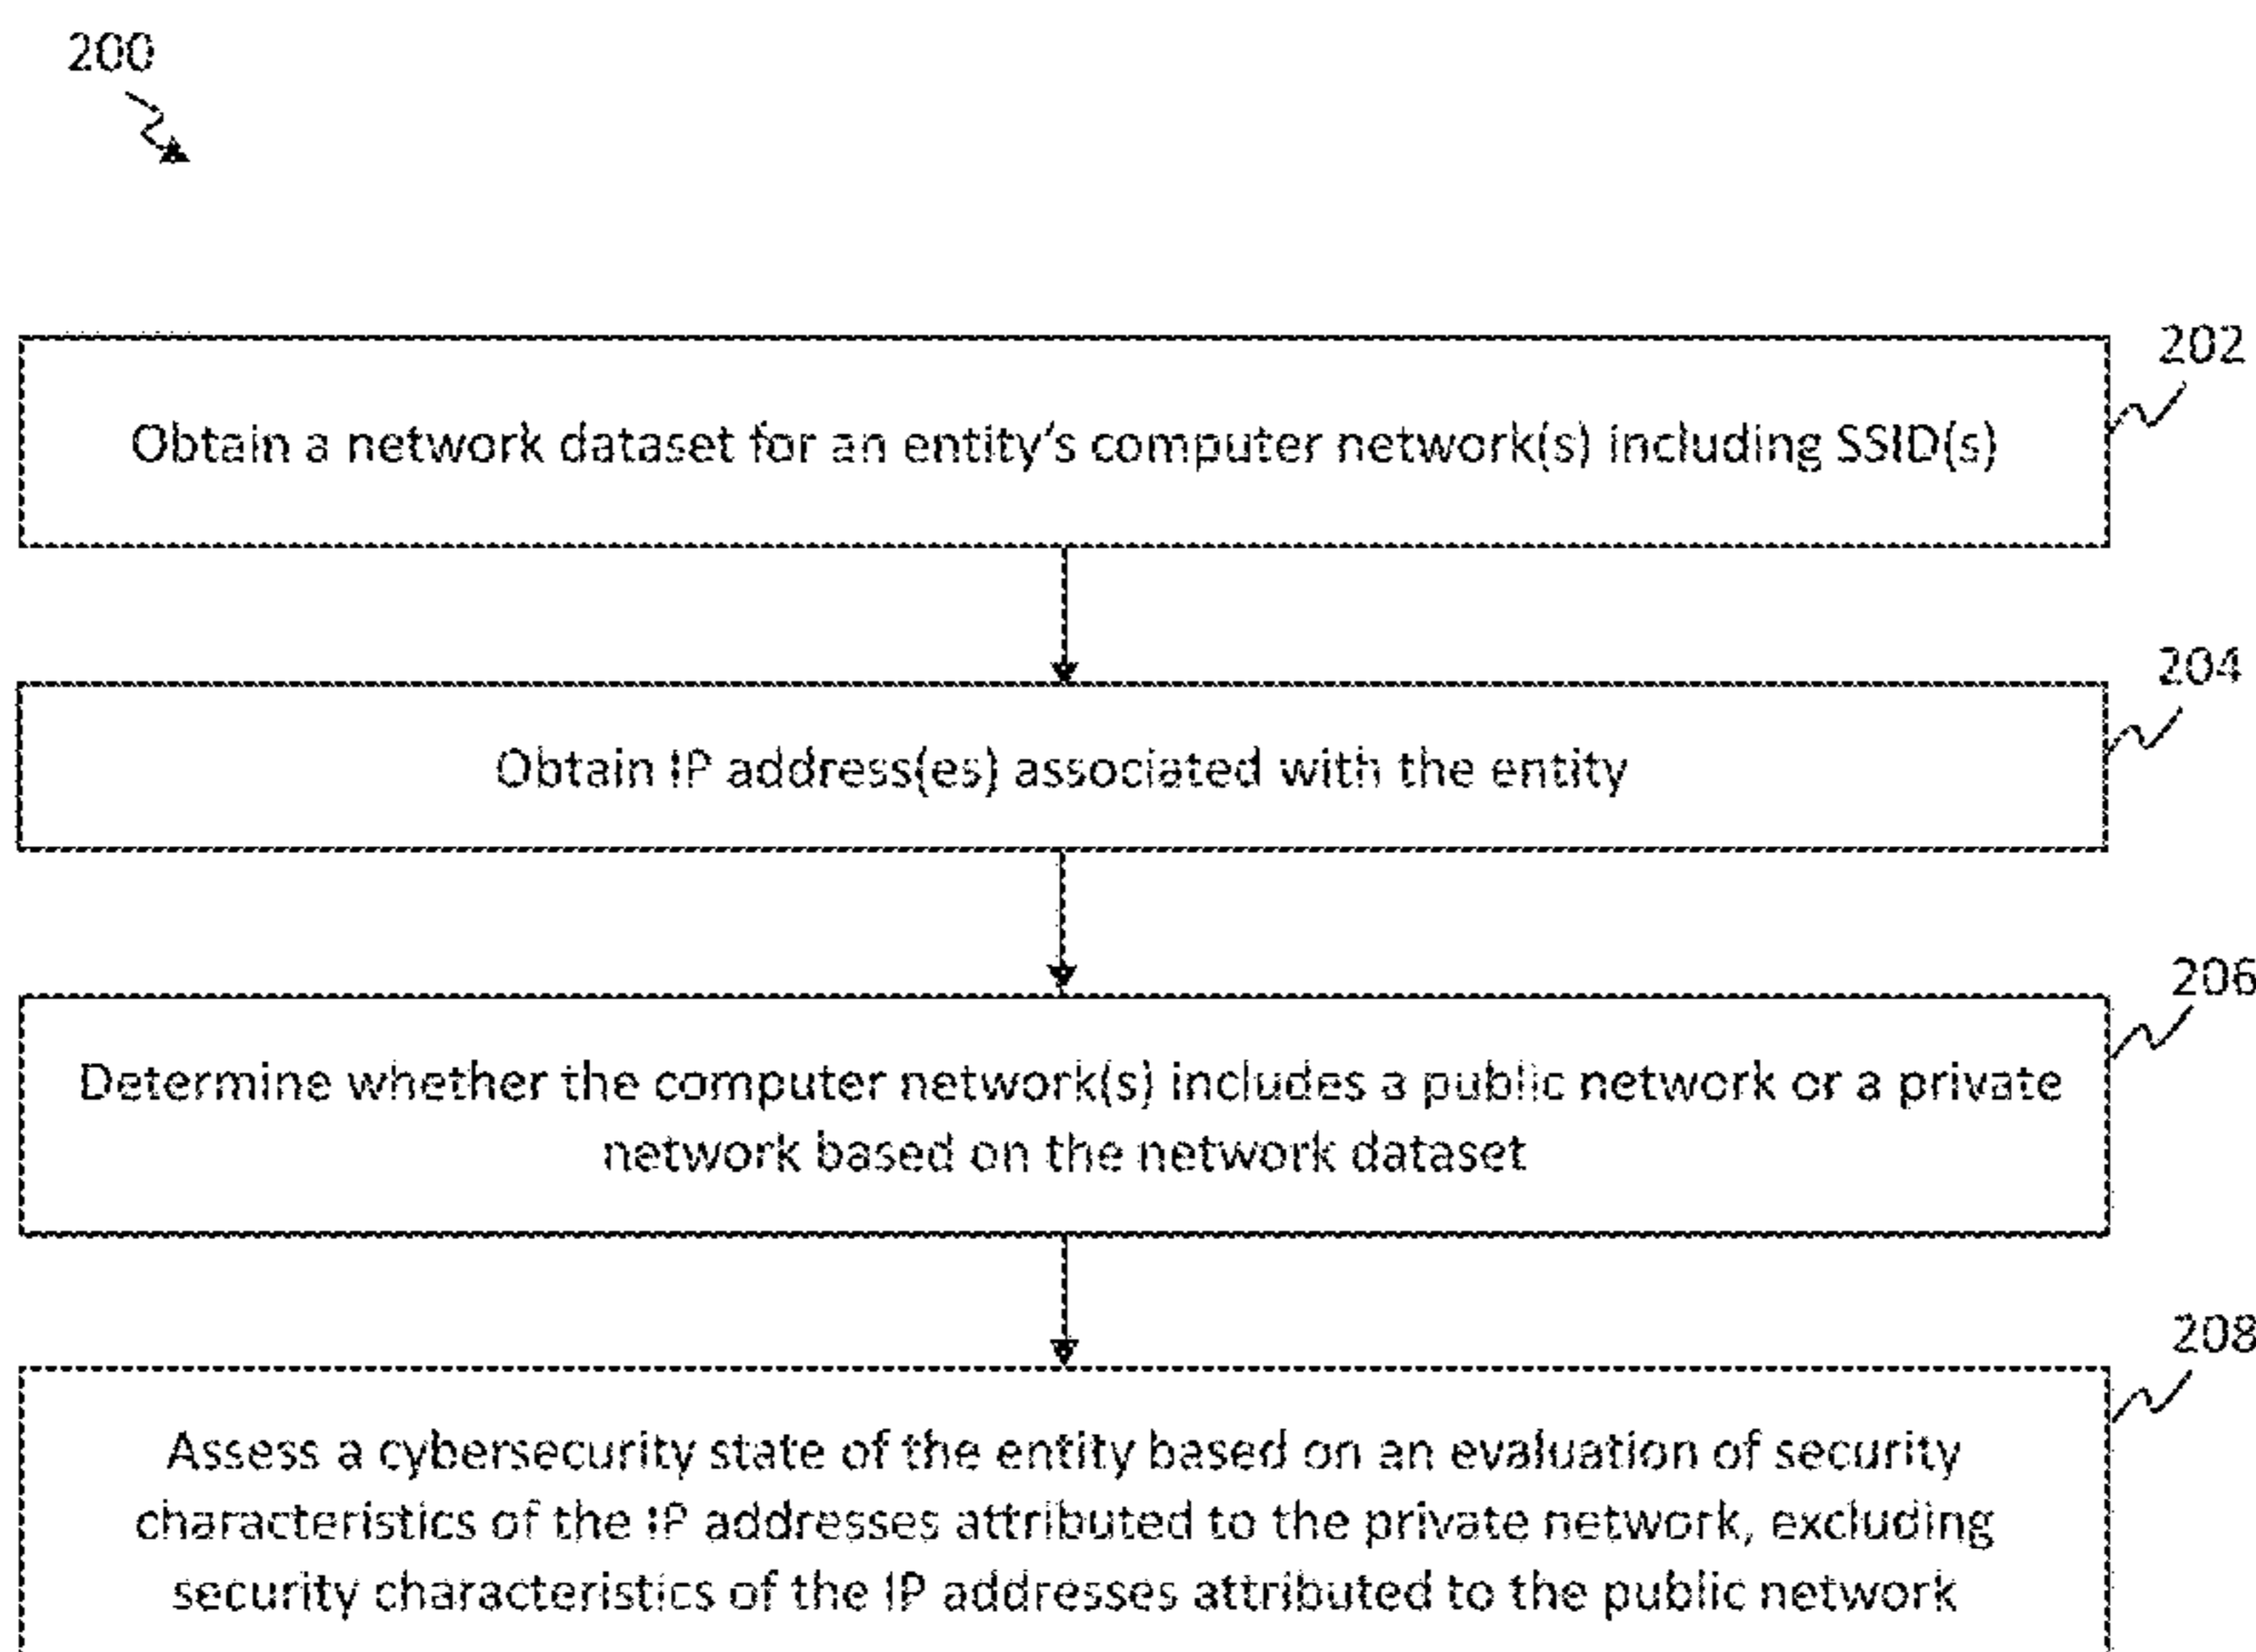 200
202
Obtain a network dataset for an entity's computer network(s) including SSID(s)
204
Obtain IP address(es) associated with the entity
206
Determine whether the computer network(s) includes a public network or a private
network based on the network dataset
208
Assess a cybersecurity state of the entity based on an evaluation of security
characteristics of the IP addresses attributed to the private network, excluding
security characteristics of the IP addresses attributed to the public network